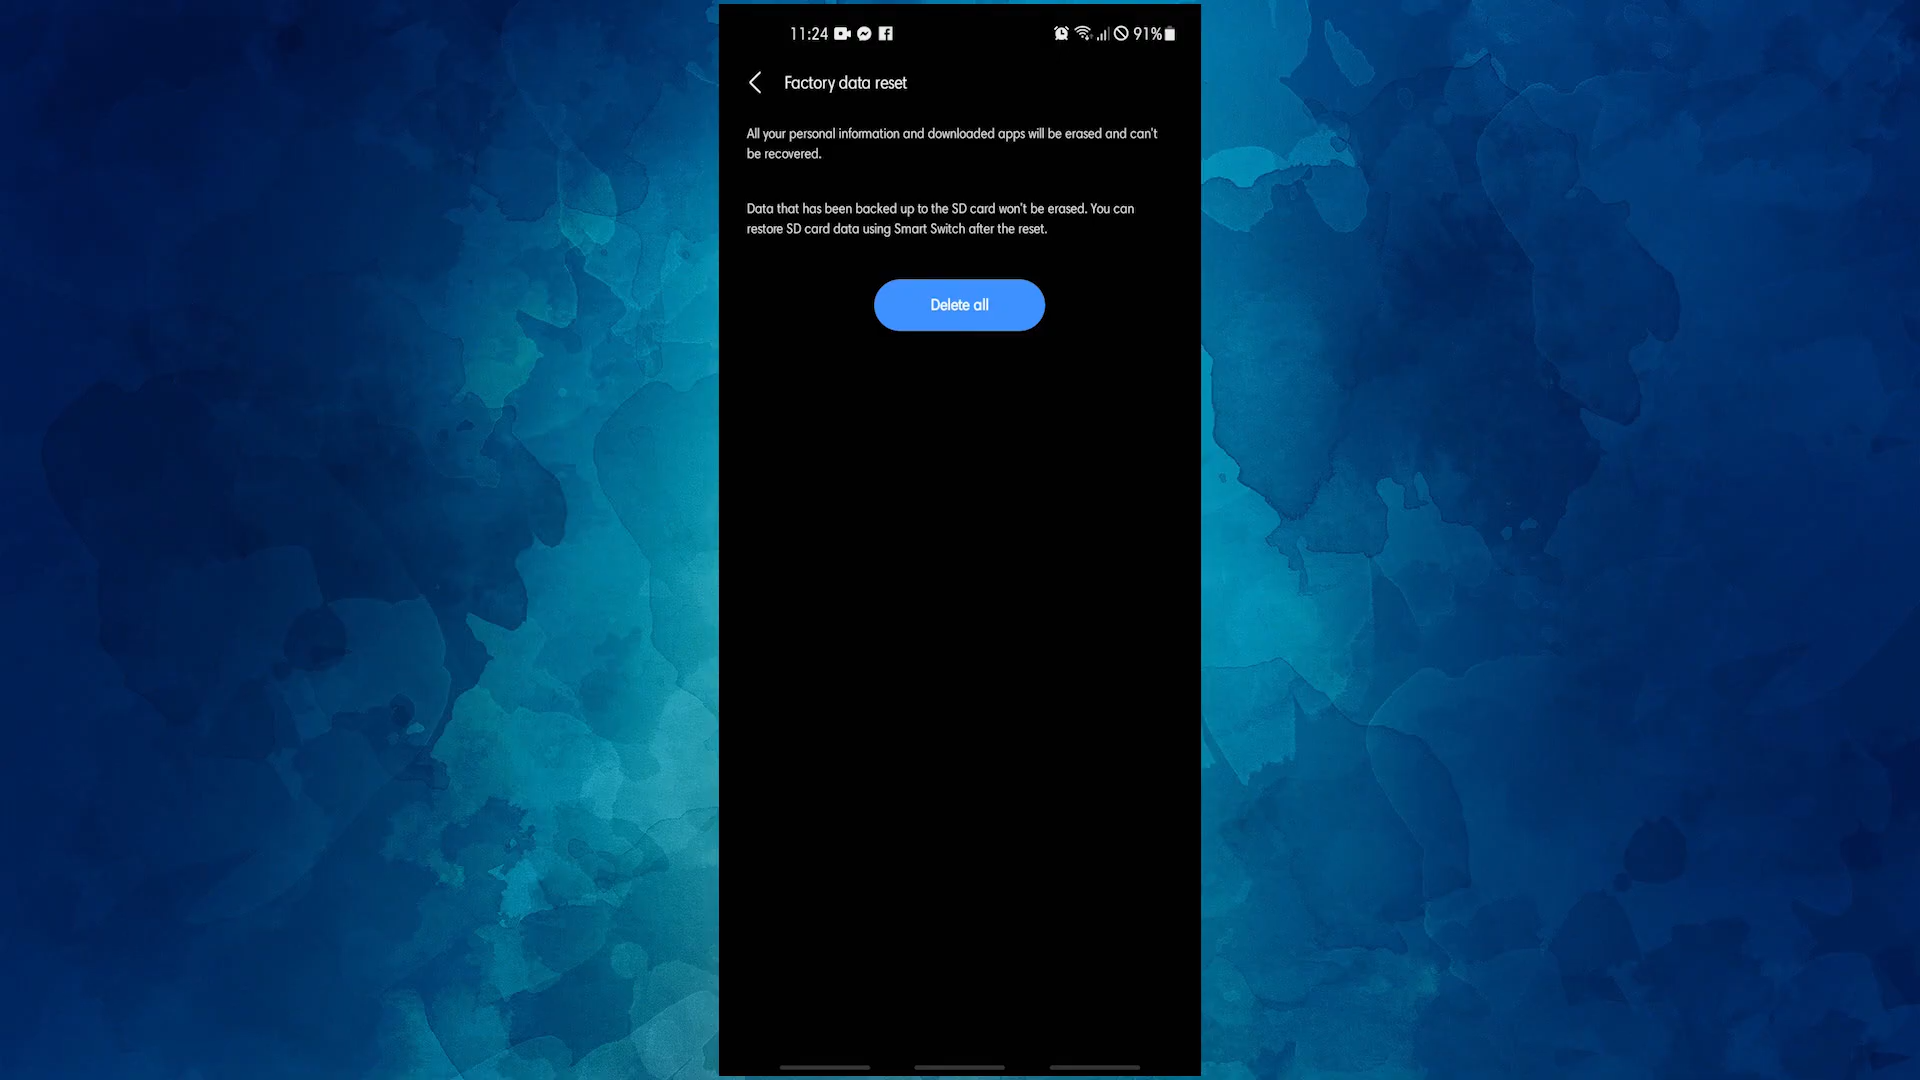 11:24
91%
Factory data reset
All your personal information and downloaded apps will be erased and can't
be recovered.
Data that has been backed up to the SD card won't be erased. You can
restore SD card data using Smart Switch after the reset.
Delete all